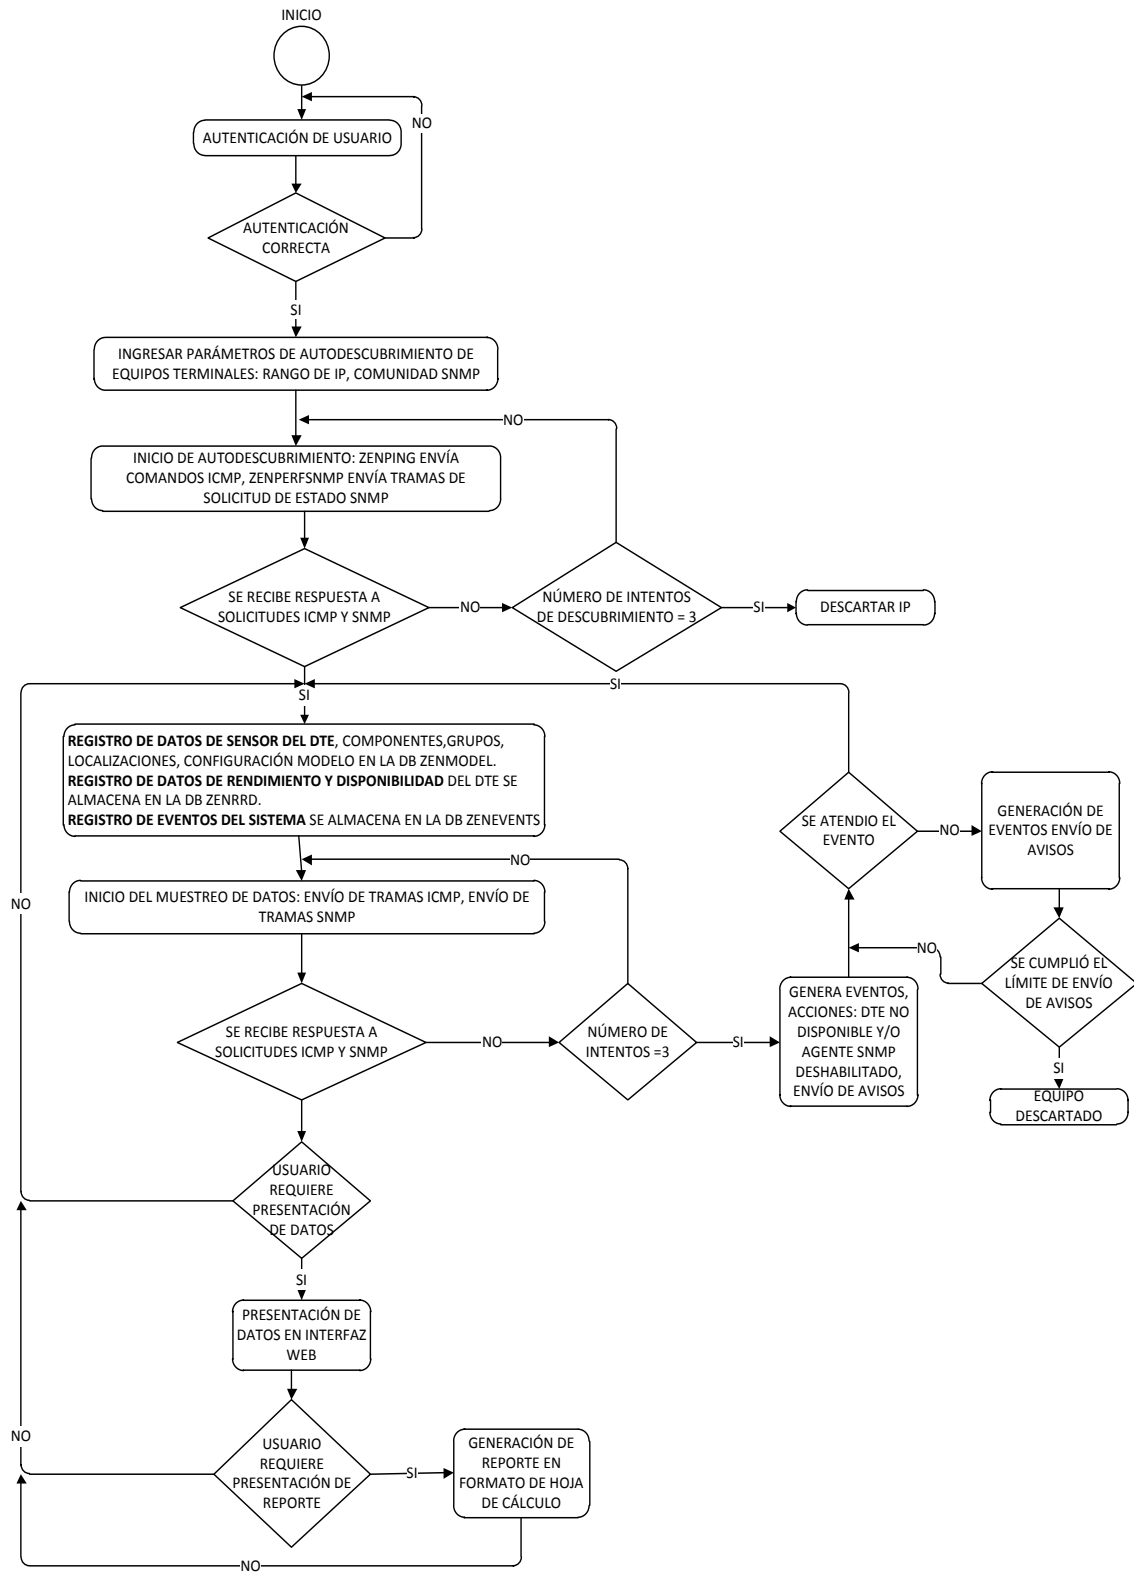 INICIO
NO
AUTENTICACIÓN DE USUARIO
AUTENTICACIÓN
CORRECTA
SI
INGRESAR PARÁMETROS DE AUTODESCUBRIMIENTO DE
EQUIPOS TERMINALES: RANGO DE IP, COMUNIDAD SNMP
NO
INICIO DE AUTODESCUBRIMIENTO: ZENPING ENVÍA
COMANDOS ICMP, ZENPERFSNMP ENVÍA TRAMAS DE
SOLICITUD DE ESTADO SNMP
SE RECIBE RESPUESTA A
SOLICITUDES ICMP Y SNMP
NO
NÚMERO DE INTENTOS
DE DESCUBRIMIENTO = 3
SI
DESCARTAR IP
SI
SI
REGISTRO DE DATOS DE SENSOR DEL DTE, COMPONENTES,GRUPOS,
LOCALIZACIONES, CONFIGURACIÓN MODELO EN LA DB ZENMODEL.
REGISTRO DE DATOS DE RENDIMIENTO Y DISPONIBILIDAD DEL DTE SE
ALMACENA EN LA DB ZENRRD.
REGISTRO DE EVENTOS DEL SISTEMA SE ALMACENA EN LA DB ZENEVENTS
SE ATENDIO EL
EVENTO
NO
GENERACIÓN DE
EVENTOS ENVÍO DE
AVISOS
NO
NO
INICIO DEL MUESTREO DE DATOS: ENVÍO DE TRAMAS ICMP, ENVÍO DE
TRAMAS SNMP
NO
SE CUMPLIÓ EL
LÍMITE DE ENVÍO
DE AVISOS
SE RECIBE RESPUESTA A
SOLICITUDES ICMP Y SNMP
NO
NÚMERO DE
INTENTOS =3
SI
GENERA EVENTOS,
ACCIONES: DTE NO
DISPONIBLE Y/O
AGENTE SNMP
DESHABILITADO,
ENVÍO DE AVISOS
SI
EQUIPO
DESCARTADO
USUARIO
REQUIERE
PRESENTACIÓN
DE DATOS
SI
PRESENTACIÓN DE
DATOS EN INTERFAZ
WEB
NO
USUARIO
REQUIERE
PRESENTACIÓN DE
REPORTE
SI
GENERACIÓN DE
REPORTE EN
FORMATO DE HOJA
DE CÁLCULO
NO